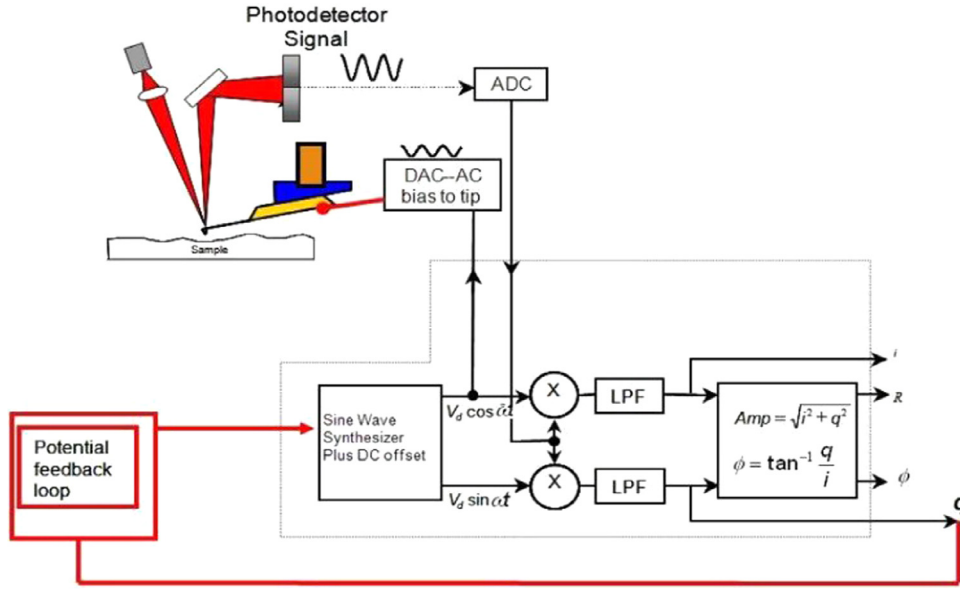 Photodetector
Signal
ADC
DAC--AC
bias to tip
Sample
Potential
feedback
loop
Sine Wave
Synthesizer
Plus DC offset
V_d cos ω̄t
V_d sin ωt
X
X
LPF
LPF
Amp = √(i² + q²)
ϕ = tan⁻¹ q/i
i
R
ϕ